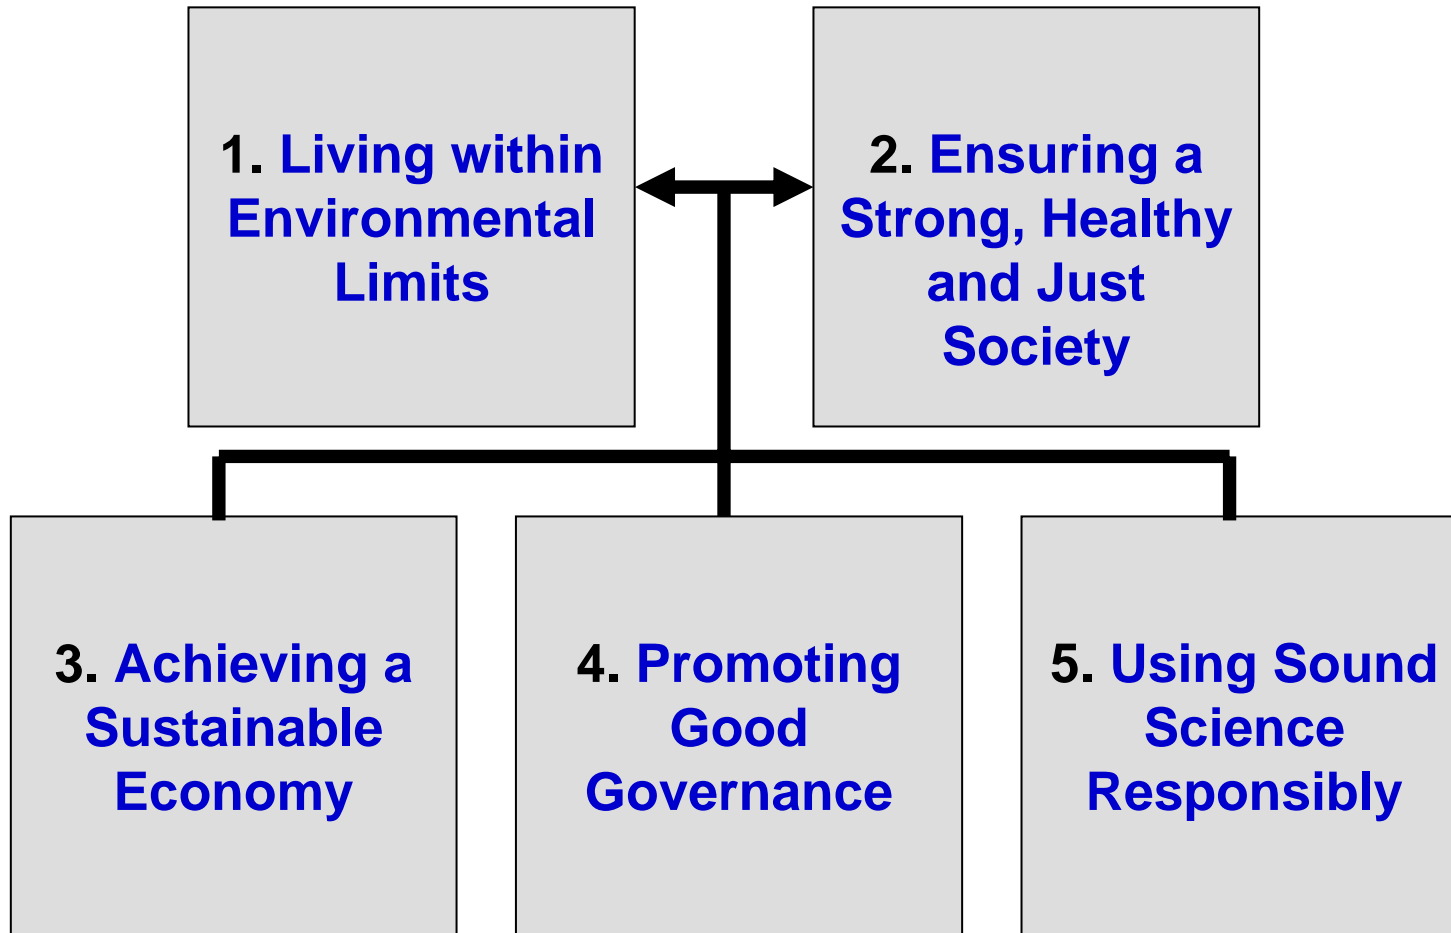 1. Living within
Environmental
Limits
2. Ensuring a
Strong, Healthy
and Just
Society
3. Achieving a
Sustainable
Economy
4. Promoting
Good
Governance
5. Using Sound
Science
Responsibly